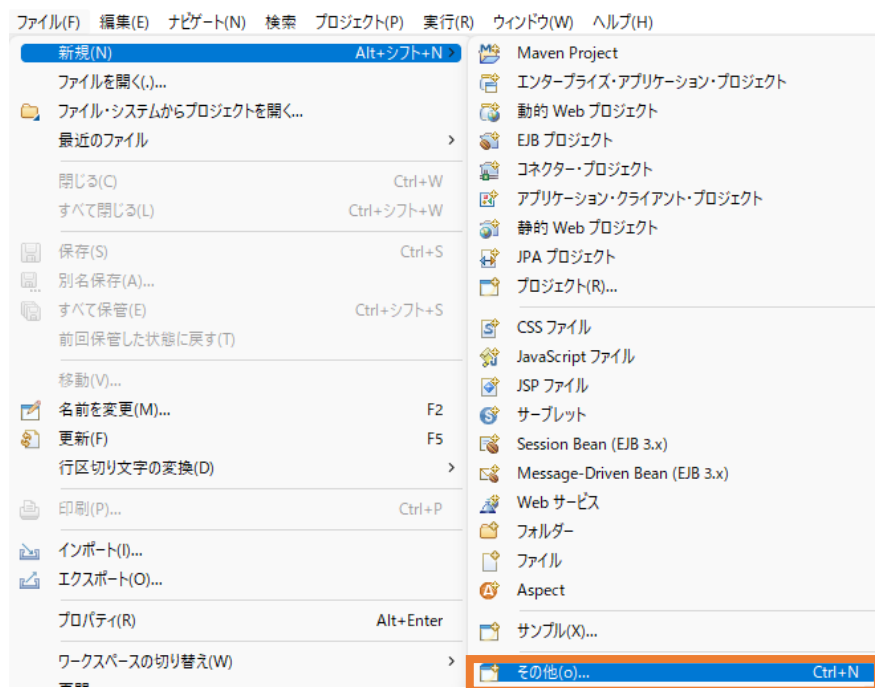 ファイル(F) 編集(E) ナビゲート(N) 検索 プロジェクト(P) 実行(R) ウィンドウ(W) ヘルプ(H)
新規(N) Alt+シフト+N >
ファイルを開く(.)...
ファイル・システムからプロジェクトを開く...
最近のファイル >
閉じる(C) Ctrl+W
すべて閉じる(L) Ctrl+シフト+W
保存(S) Ctrl+S
別名保存(A)...
すべて保管(E) Ctrl+シフト+S
前回保管した状態に戻す(T)
移動(V)...
名前を変更(M)... F2
更新(F) F5
行区切り文字の変換(D) >
印刷(P)... Ctrl+P
インポート(I)...
エクスポート(O)...
プロパティ(R) Alt+Enter
ワークスペースの切り替え(W) >
Maven Project
エンタープライズ・アプリケーション・プロジェクト
動的 Web プロジェクト
EJB プロジェクト
コネクター・プロジェクト
アプリケーション・クライアント・プロジェクト
静的 Web プロジェクト
JPA プロジェクト
プロジェクト(R)...
CSS ファイル
JavaScript ファイル
JSP ファイル
サーブレット
Session Bean (EJB 3.x)
Message-Driven Bean (EJB 3.x)
Web サービス
フォルダー
ファイル
Aspect
サンプル(X)...
その他(o)... Ctrl+N